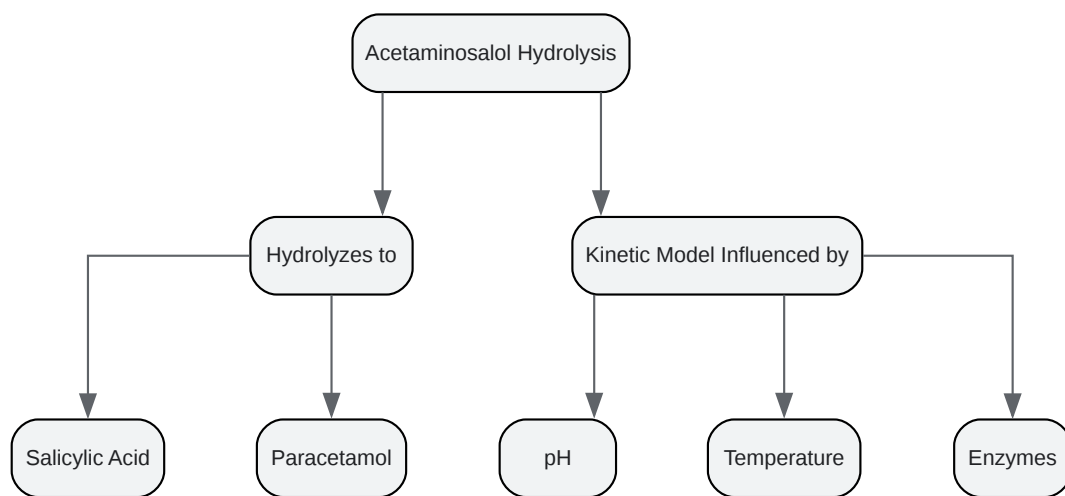 Acetaminosalol Hydrolysis
Hydrolyzes to
Kinetic Model Influenced by
Salicylic Acid
Paracetamol
pH
Temperature
Enzymes